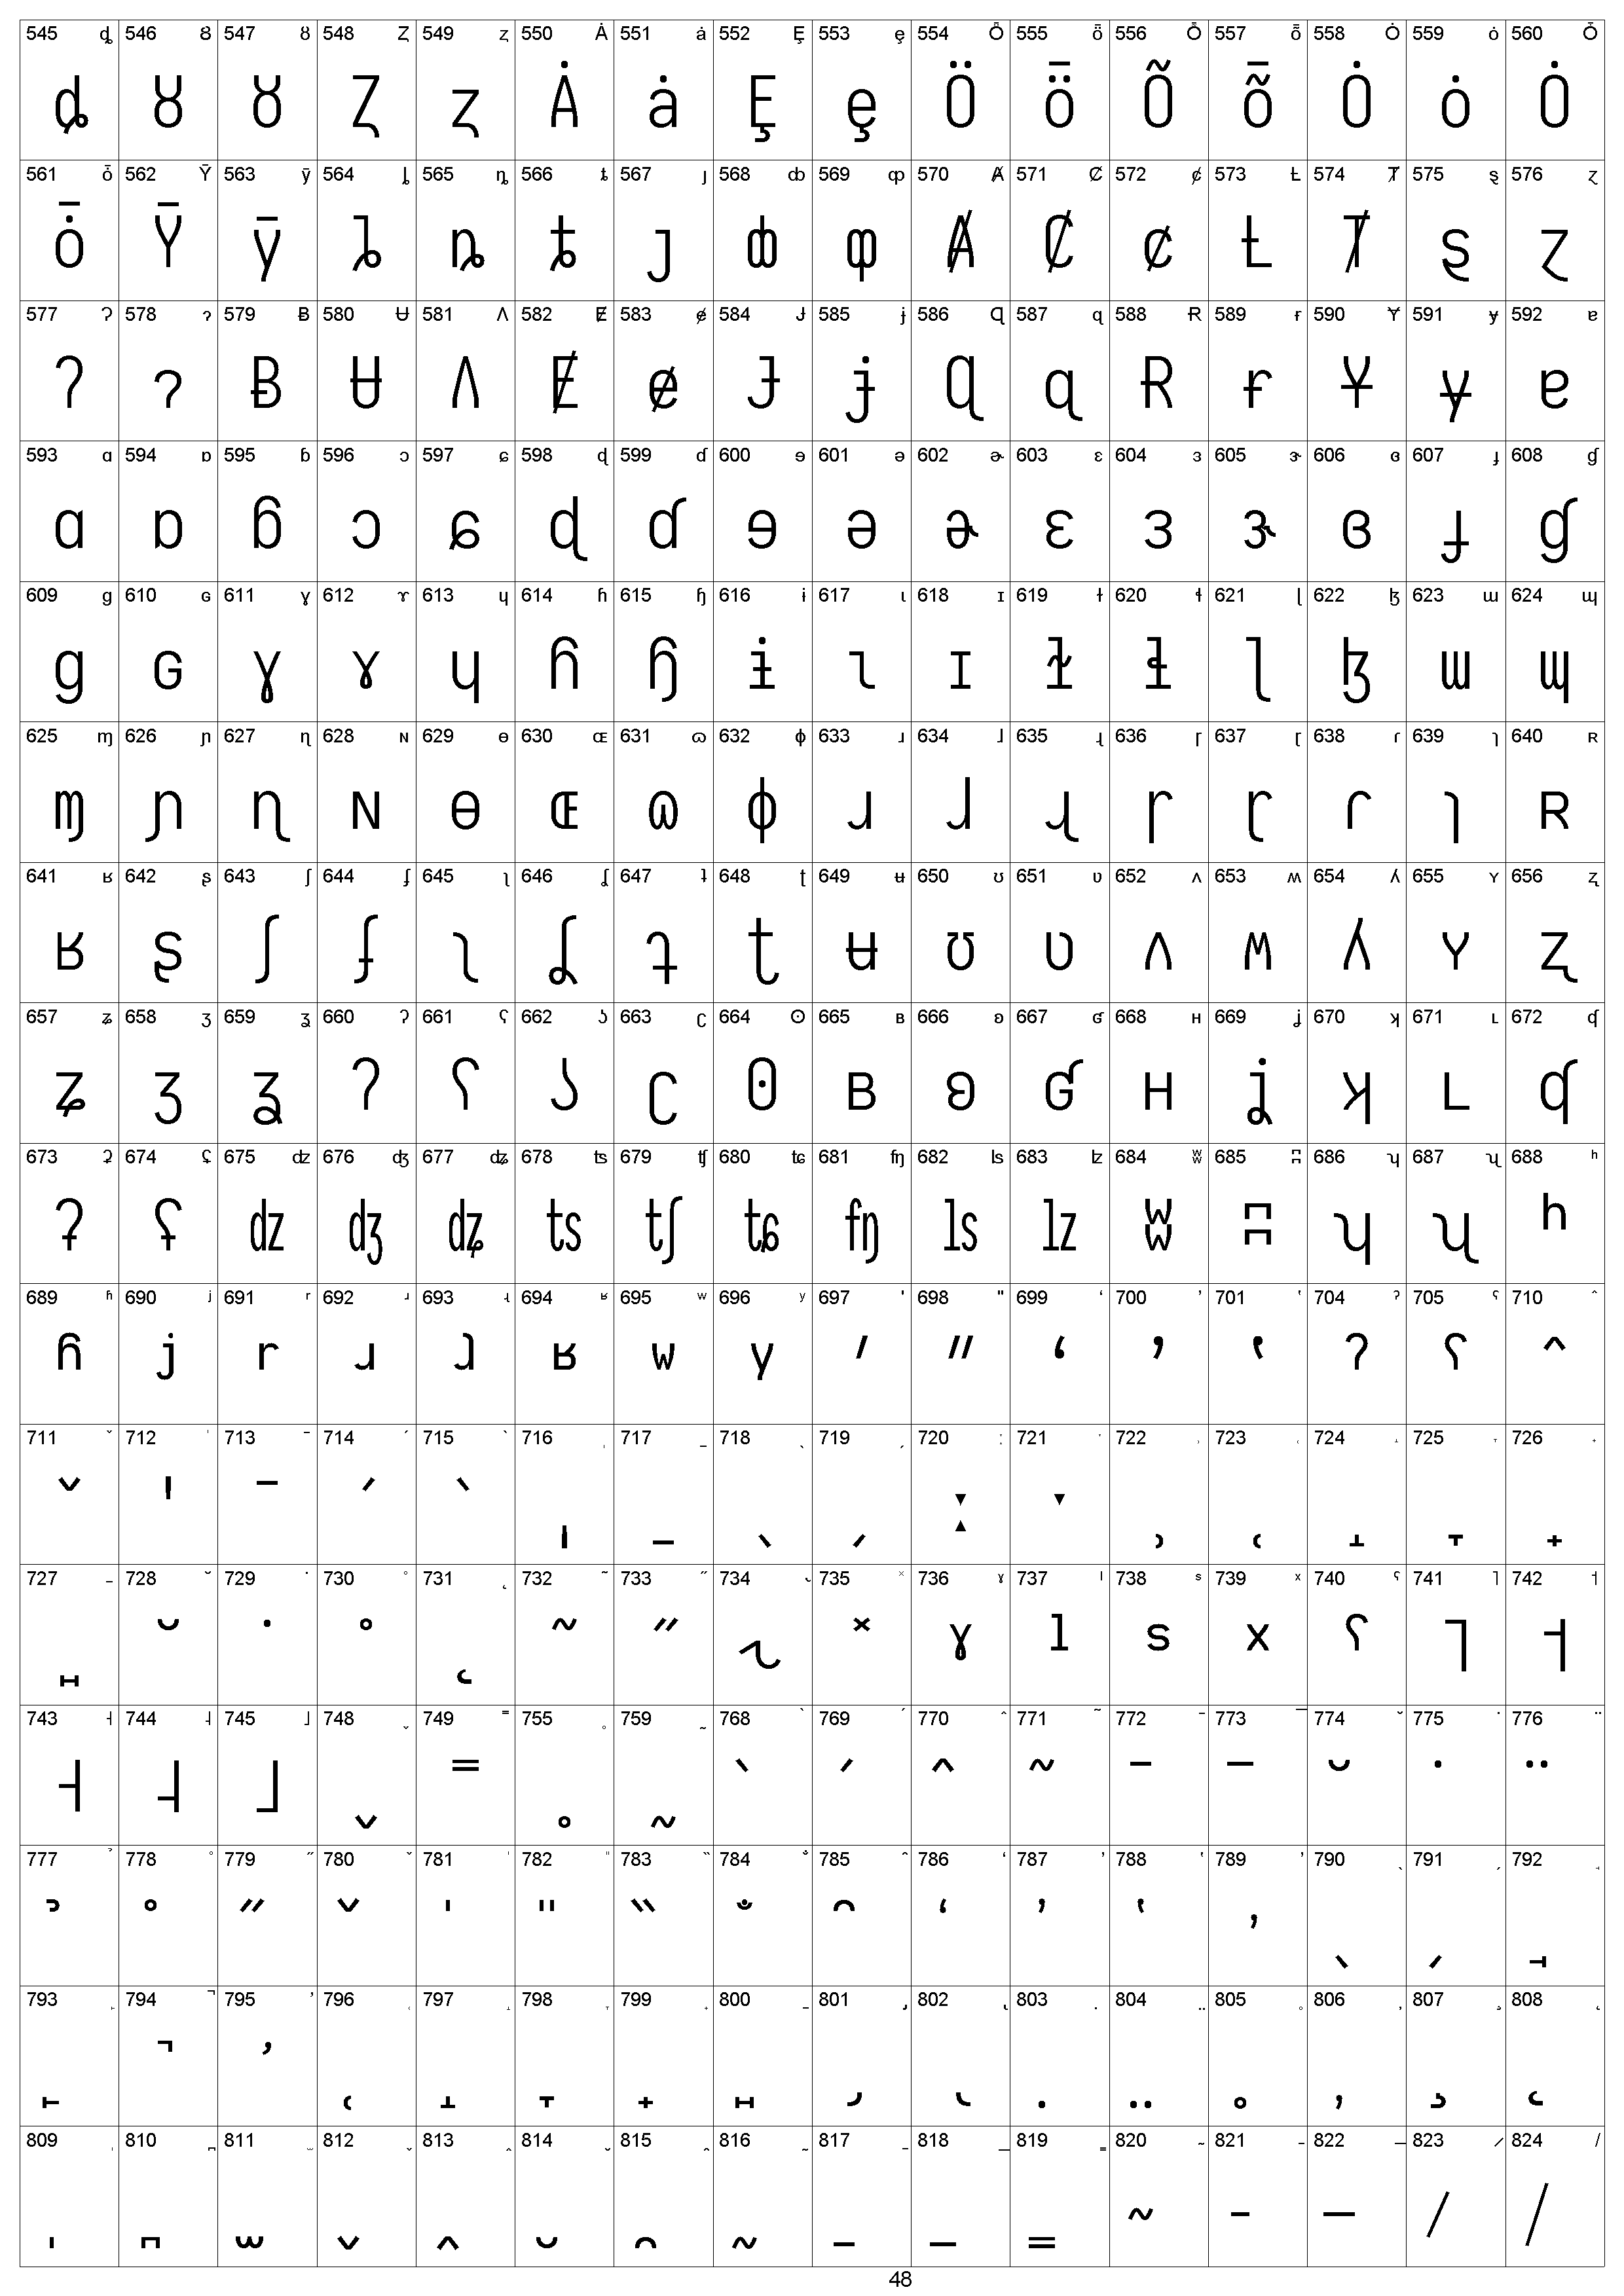 545 ȡ 546 Ȣ 547 ȣ 548 Ȥ 549 ȥ 550 Ȧ 551 ȧ 552 Ȩ 553 ȩ 554 Ȫ 555 ȫ 556 Ȭ 557 ȭ 558 Ȯ 559 ȯ 560 Ȱ
ȡ Ȣ ȣ Ȥ ȥ Ȧ ȧ Ȩ ȩ Ö ȫ Õ ȭ Ȯ ȯ Ȯ
561 ȱ 562 Ȳ 563 ȳ 564 ȴ 565 ȵ 566 ȶ 567 ȷ 568 ȸ 569 ȹ 570 Ⱥ 571 Ȼ 572 ȼ 573 Ƚ 574 Ⱦ 575 ȿ 576 ɀ
ȱ Ȳ ȳ ȴ ȵ ȶ ȷ ȸ ȹ Ⱥ Ȼ ȼ Ƚ Ⱦ ȿ ɀ
577 Ɂ 578 ɂ 579 Ƀ 580 Ʉ 581 Ʌ 582 Ɇ 583 ɇ 584 Ɉ 585 ɉ 586 Ɋ 587 ɋ 588 Ɍ 589 ɍ 590 Ɏ 591 ɏ 592 ɐ
Ɂ ɂ Ƀ Ʉ Ʌ Ɇ ɇ Ɉ ɉ Ɋ ɋ Ɍ ɍ Ɏ ɏ ɐ
593 ɑ 594 ɒ 595 ɓ 596 ɔ 597 ɕ 598 ɖ 599 ɗ 600 ɘ 601 ə 602 ɚ 603 ɛ 604 ɜ 605 ɝ 606 ɞ 607 ɟ 608 ɠ
ɑ ɒ ɓ ɔ ɕ ɖ ɗ ɘ ə ɚ ɛ ɜ ɝ ɞ ɟ ɠ
609 ɡ 610 ɢ 611 ɣ 612 ɤ 613 ɥ 614 ɦ 615 ɧ 616 ɨ 617 ɩ 618 ɪ 619 ɫ 620 ɬ 621 ɭ 622 ɮ 623 ɯ 624 ɰ
ɡ ɢ ɣ ɤ ɥ ɦ ɧ ɨ ɩ ɪ ɫ ɬ ɭ ɮ ɯ ɰ
625 ɱ 626 ɲ 627 ɳ 628 ɴ 629 ɵ 630 ɶ 631 ɷ 632 ɸ 633 ɹ 634 ɺ 635 ɻ 636 ɼ 637 ɽ 638 ɾ 639 ɿ 640 ʀ
ɱ ɲ ɳ ɴ ɵ ɶ ɷ ɸ ɹ ɺ ɻ ɼ ɽ ɾ ɿ ʀ
641 ʁ 642 ʂ 643 ʃ 644 ʄ 645 ʅ 646 ʆ 647 ʇ 648 ʈ 649 ʉ 650 ʊ 651 ʋ 652 ʌ 653 ʍ 654 ʎ 655 ʏ 656 ʐ
ʁ ʂ ʃ ʄ ʅ ʆ ʇ ʈ ʉ ʊ ʋ ʌ ʍ ʎ ʏ ʐ
657 ʑ 658 ʒ 659 ʓ 660 ʔ 661 ʕ 662 ʖ 663 ʗ 664 ʘ 665 ʙ 666 ʚ 667 ʛ 668 ʜ 669 ʝ 670 ʞ 671 ʟ 672 ʠ
ʑ ʒ ʓ ʔ ʕ ʖ ʗ ʘ ʙ ʚ ʛ ʜ ʝ ʞ ʟ ʠ
673 ʡ 674 ʢ 675 ʣ 676 ʤ 677 ʥ 678 ʦ 679 ʧ 680 ʨ 681 ʩ 682 ʪ 683 ʫ 684 ʬ 685 ʭ 686 ʮ 687 ʯ 688 ʰ
ʡ ʢ ʣ ʤ ʥ ʦ ʧ ʨ ʩ ʪ ʫ ʬ ʭ ʮ ʯ ʰ
689 ʱ 690 ʲ 691 ʳ 692 ʴ 693 ʵ 694 ʶ 695 ʷ 696 ʸ 697 ʹ 698 ʺ 699 ʻ 700 ʼ 701 ʽ 704 ˀ 705 ˁ 710 ˆ
ʱ ʲ ʳ ʴ ʵ ʶ ʷ ʸ ʹ ʺ ʻ ʼ ʽ ˀ ˁ ˆ
711 ˇ 712 ˈ 713 ˉ 714 ˊ 715 ˋ 716 ˌ 717 ˍ 718 ˎ 719 ˏ 720 ː 721 ˑ 722 ˒ 723 ˓ 724 ˔ 725 ˕ 726 ˖
ˇ ˈ ˉ ˊ ˋ ˌ ˍ ˎ ˏ ː ˑ ˒ ˓ ˔ ˕ ˖
727 ˗ 728 ˘ 729 ˙ 730 ˚ 731 ˛ 732 ˜ 733 ˝ 734 ˞ 735 ˟ 736 ˠ 737 ˡ 738 ˢ 739 ˣ 740 ˤ 741 ˥ 742 ˦
˗ ˘ ˙ ˚ ˛ ˜ ˝ ˞ ˟ ˠ ˡ ˢ ˣ ˤ ˥ ˦
743 ˧ 744 ˨ 745 ˩ 748 ˬ 749 ˭ 755 ˳ 759 ˷ 768 ̀ 769 ́ 770 ̂ 771 ̃ 772 ̄ 773 ̅ 774 ̆ 775 ̇ 776 ̈
˧ ˨ ˩ ˬ ˭ ˳ ˷ ̀ ́ ̂ ̃ ̄ ̅ ̆ ̇ ̈
777 ̉ 778 ̊ 779 ̋ 780 ̌ 781 ̍ 782 ̎ 783 ̏ 784 ̐ 785 ̑ 786 ̒ 787 ̓ 788 ̔ 789 ̕ 790 ̖ 791 ̗ 792 ̘
̉ ̊ ̋ ̌ ̍ ̎ ̏ ̐ ̑ ̒ ̓ ̔ ̕ ̖ ̗ ̘
793 ̙ 794 ̚ 795 ̛ 796 ̜ 797 ̝ 798 ̞ 799 ̟ 800 ̠ 801 ̡ 802 ̢ 803 ̣ 804 ̤ 805 ̥ 806 ̦ 807 ̧ 808 ̨
̙ ̚ ̛ ̜ ̝ ̞ ̟ ̠ ̡ ̢ ̣ ̤ ̥ ̦ ̧ ̨
809 ̩ 810 ̪ 811 ̫ 812 ̬ 813 ̭ 814 ̮ 815 ̯ 816 ̰ 817 ̱ 818 ̲ 819 ̳ 820 ̴ 821 ̵ 822 ̶ 823 ̷ 824 ̸
̩ ̪ ̫ ̬ ̭ ̮ ̯ ̰ ̱ ̲ ̳ ̴ ̵ ̶ ̷ ̸
48